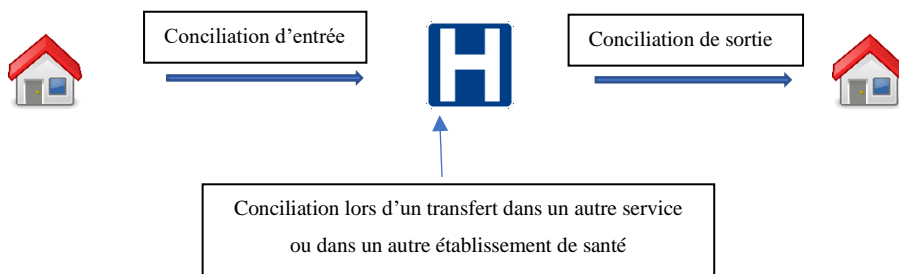 Conciliation d'entrée
H
Conciliation de sortie
Conciliation lors d'un transfert dans un autre service
ou dans un autre établissement de santé